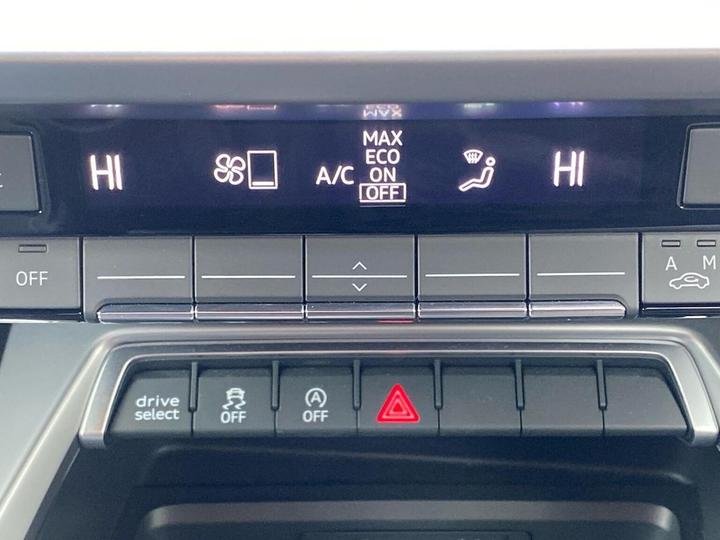 MAX
ECO
HI A/C ON HI
OFF
OFF A M
drive
select OFF OFF